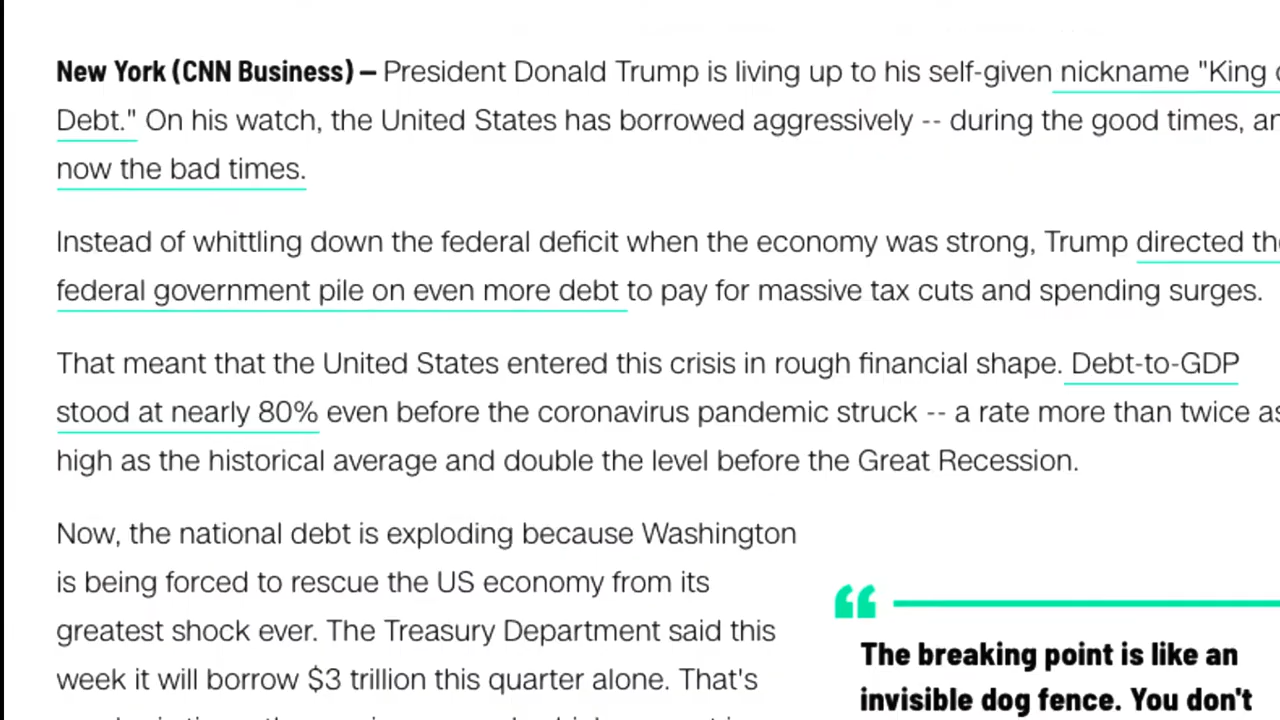 New York (CNN Business) — President Donald Trump is living up to his self-given nickname "King
Debt." On his watch, the United States has borrowed aggressively -- during the good times,
now the bad times.
Instead of whittling down the federal deficit when the economy was strong, Trump directed
federal government pile on even more debt to pay for massive tax cuts and spending surges.
That meant that the United States entered this crisis in rough financial shape. Debt-to-GDP
stood at nearly 80% even before the coronavirus pandemic struck -- a rate more than twice as
high as the historical average and double the level before the Great Recession.
Now, the national debt is exploding because Washington
is being forced to rescue the US economy from its
greatest shock ever. The Treasury Department said this
week it will borrow $3 trillion this quarter alone. That's
“
The breaking point is like an
invisible dog fence. You don't